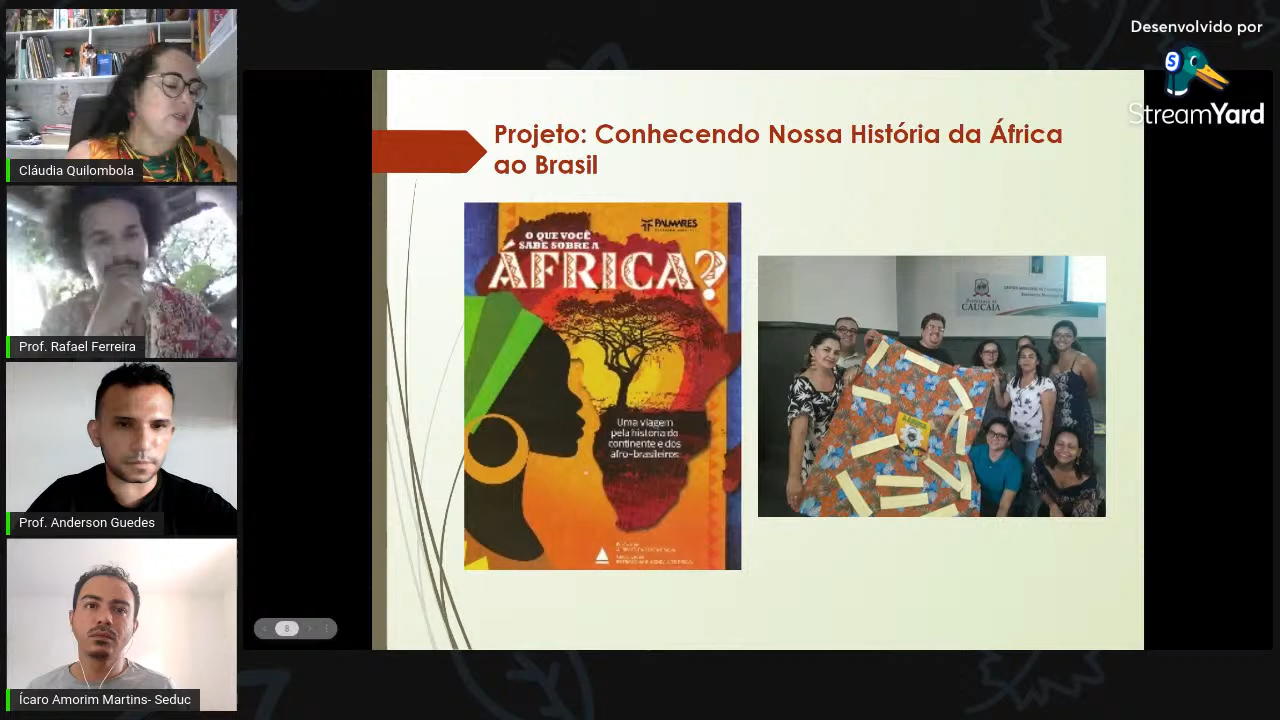 Cláudia Quilombola
Prof. Rafael Ferreira
Prof. Anderson Guedes
Ícaro Amorim Martins- Seduc
Desenvolvido por
StreamYard
Projeto: Conhecendo Nossa História da África
ao Brasil
PALMARES
O QUE VOCÊ
SABE SOBRE A
ÁFRICA?
Uma viagem
pela história do
continente e dos
afro-brasileiros
CAUCAIA
8